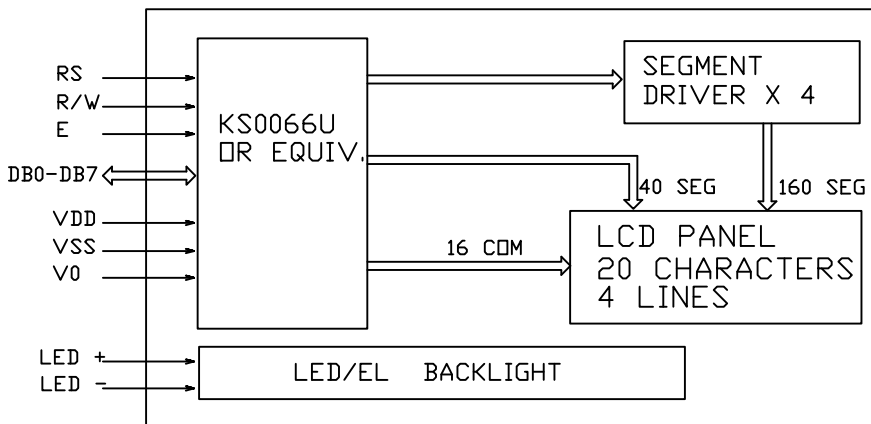 RS
R/W
E
DB0-DB7
VDD
VSS
V0
LED +
LED -
KS0066U
OR EQUIV.
SEGMENT
DRIVER X 4
40 SEG
160 SEG
16 COM
LCD PANEL
20 CHARACTERS
4 LINES
LED/EL BACKLIGHT